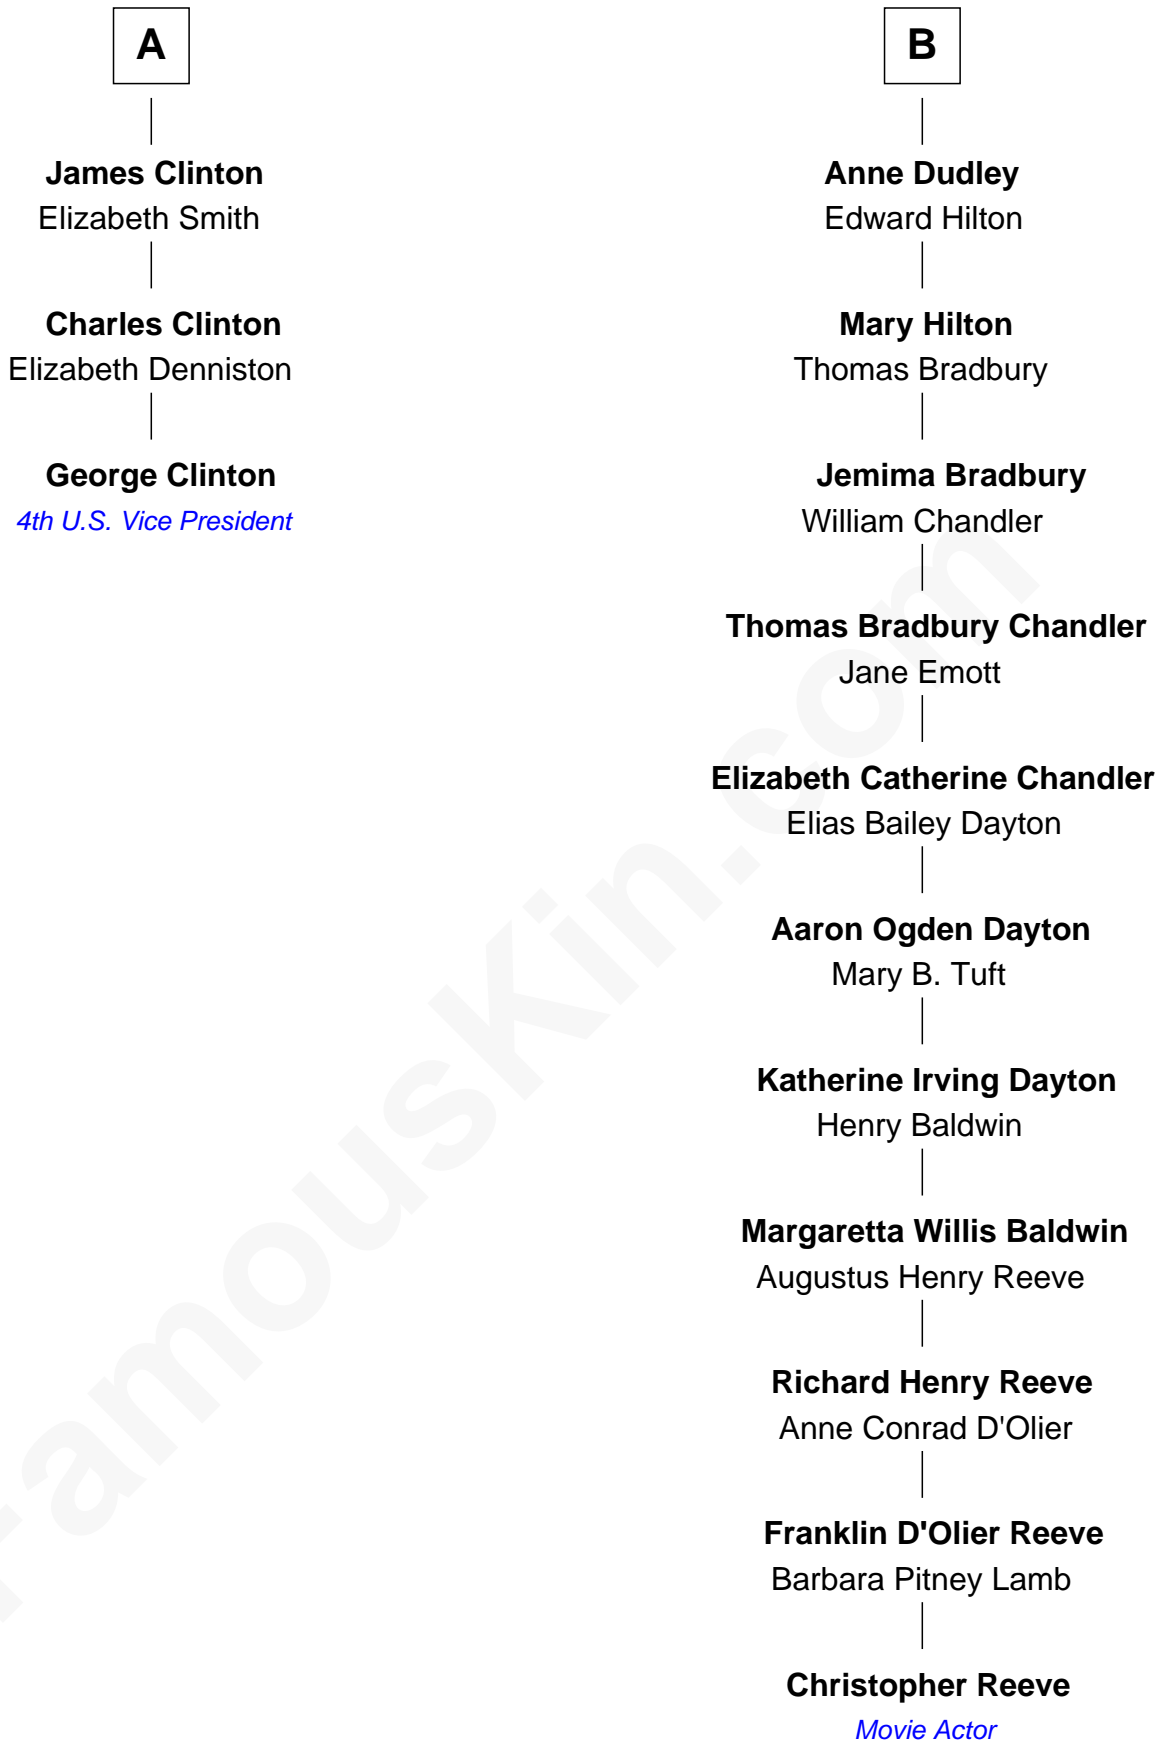 A
James Clinton
Elizabeth Smith
Charles Clinton
Elizabeth Denniston
George Clinton
4th U.S. Vice President
B
Anne Dudley
Edward Hilton
Mary Hilton
Thomas Bradbury
Jemima Bradbury
William Chandler
Thomas Bradbury Chandler
Jane Emott
Elizabeth Catherine Chandler
Elias Bailey Dayton
Aaron Ogden Dayton
Mary B. Tuft
Katherine Irving Dayton
Henry Baldwin
Margaretta Willis Baldwin
Augustus Henry Reeve
Richard Henry Reeve
Anne Conrad D'Olier
Franklin D'Olier Reeve
Barbara Pitney Lamb
Christopher Reeve
Movie Actor
FamousKin.com